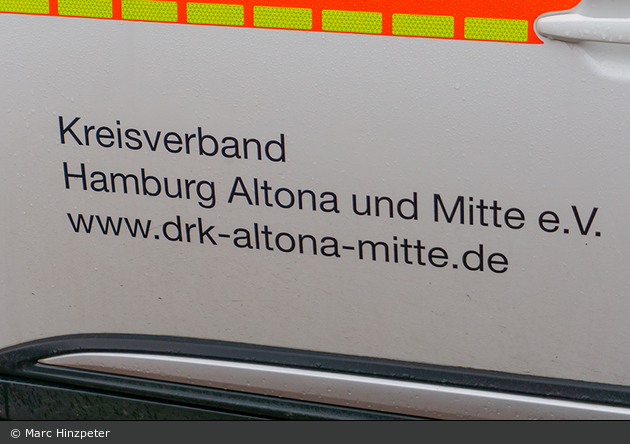 Kreisverband
Hamburg Altona und Mitte e.V.
www.drk-altona-mitte.de
© Marc Hinzpeter